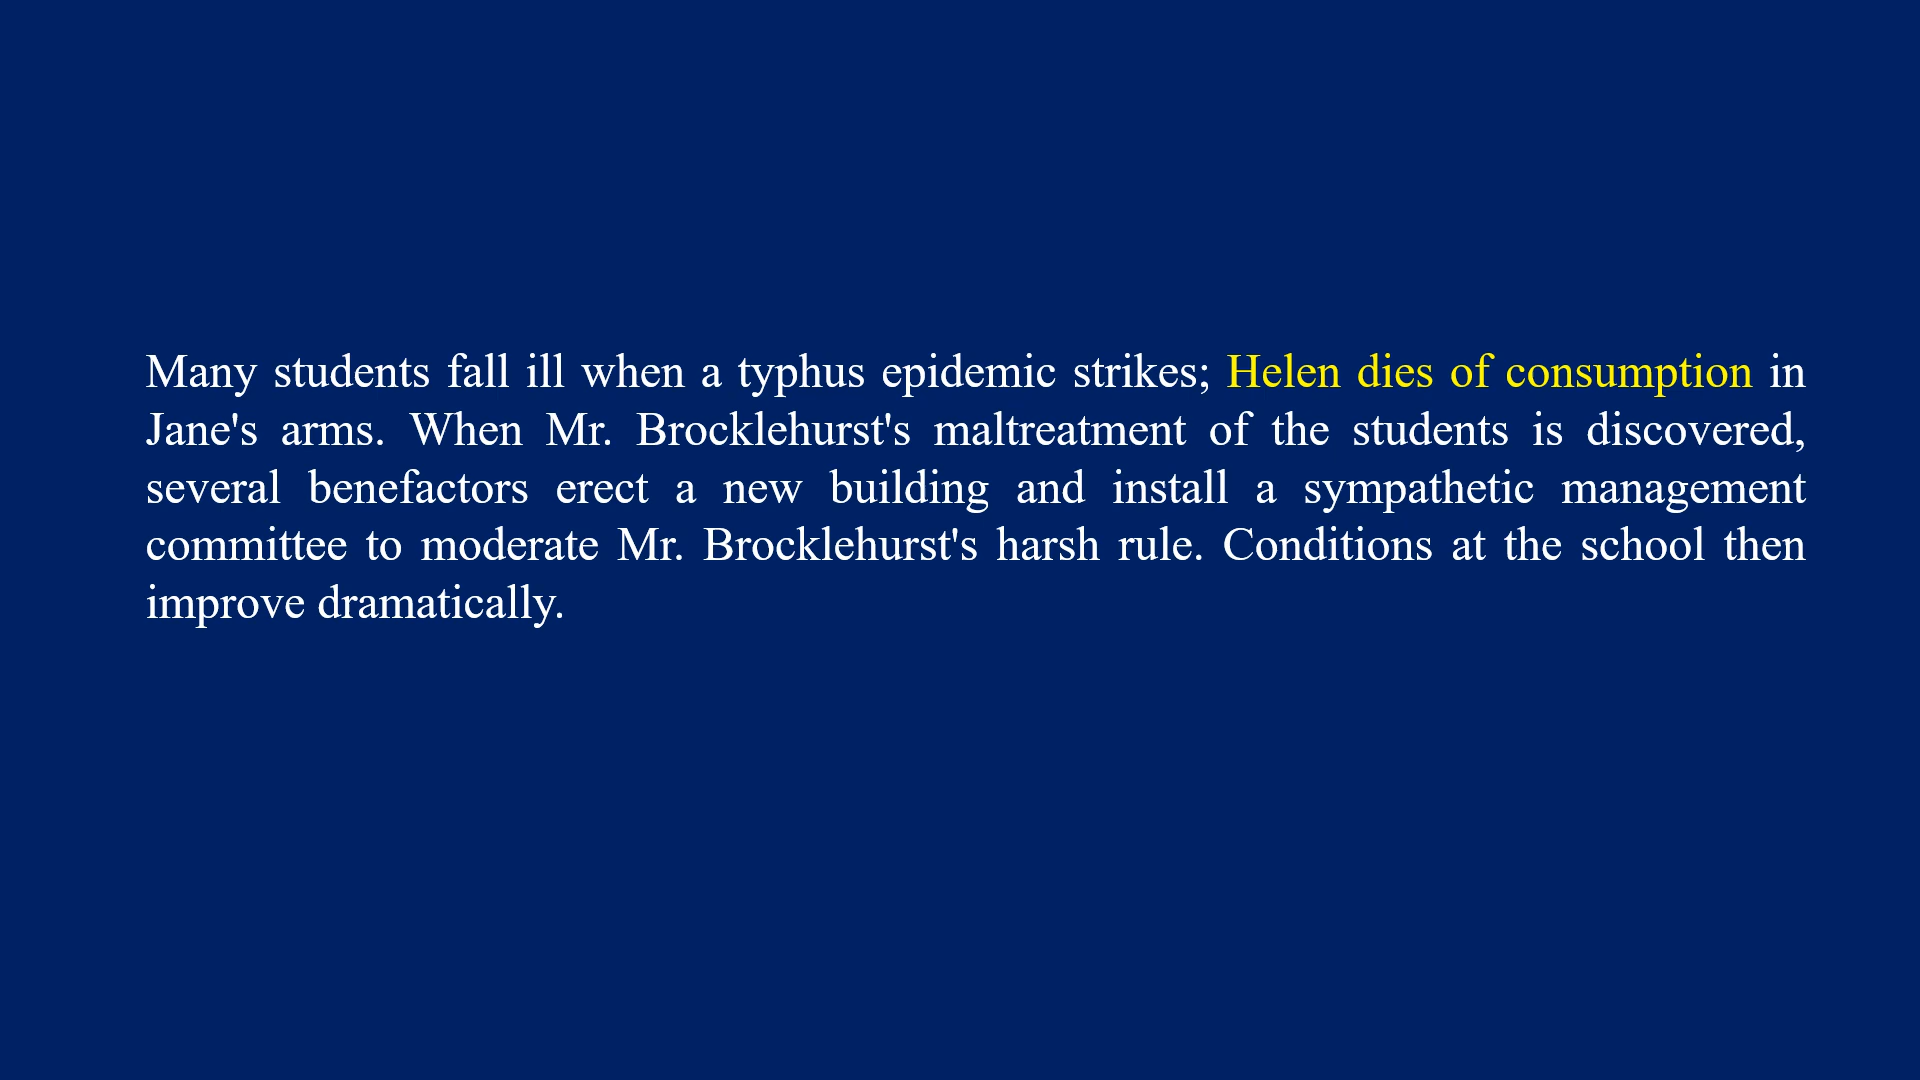 Many students fall ill when a typhus epidemic strikes; Helen dies of consumption in
Jane's arms. When Mr. Brocklehurst's maltreatment of the students is discovered,
several benefactors erect a new building and install a sympathetic management
committee to moderate Mr. Brocklehurst's harsh rule. Conditions at the school then
improve dramatically.